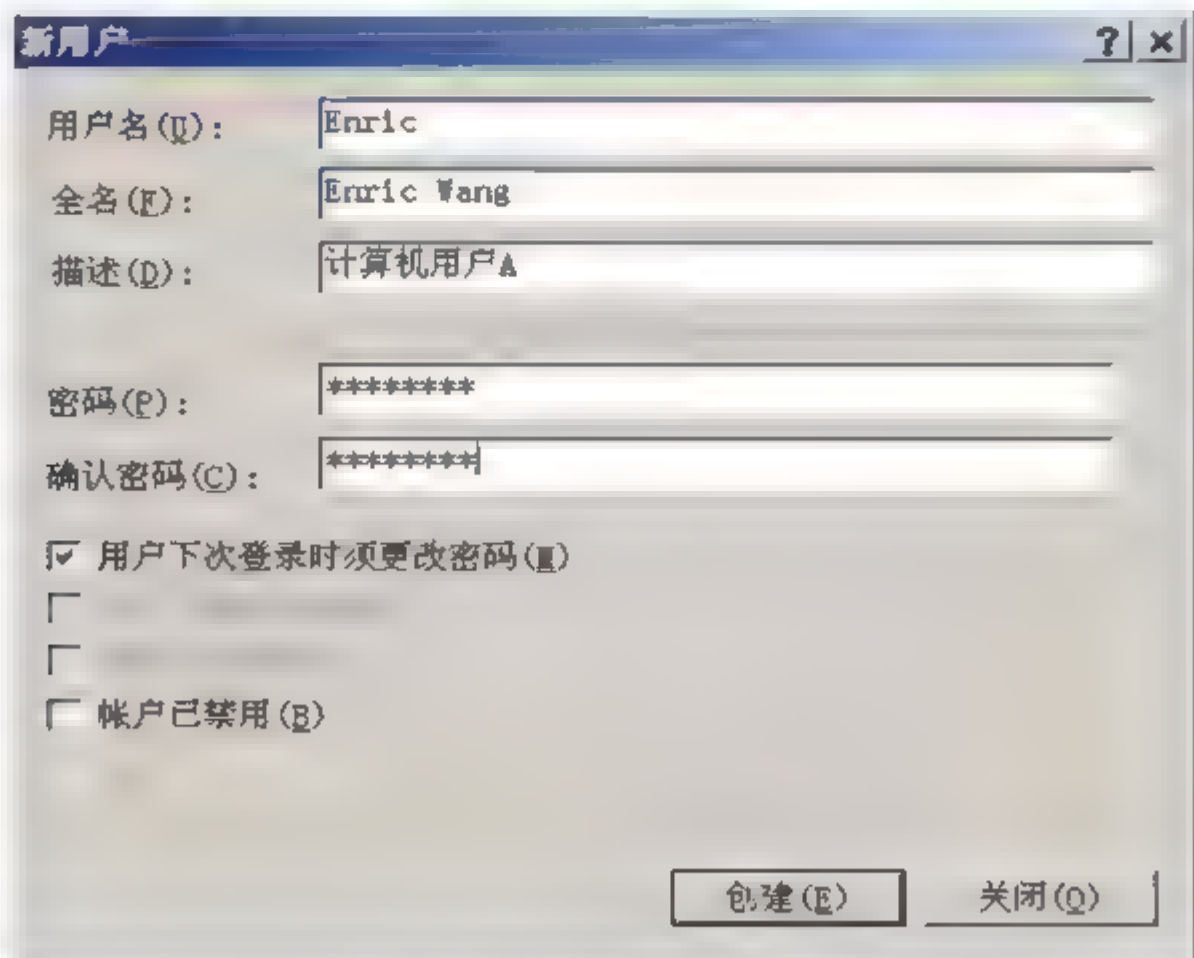 新用户
用户名(U): Enric
全名(F): Enric Wang
描述(D): 计算机用户A
密码(P): ********
确认密码(C): ********
用户下次登录时须更改密码(M)
帐户已禁用(B)
创建(E) 关闭(O)